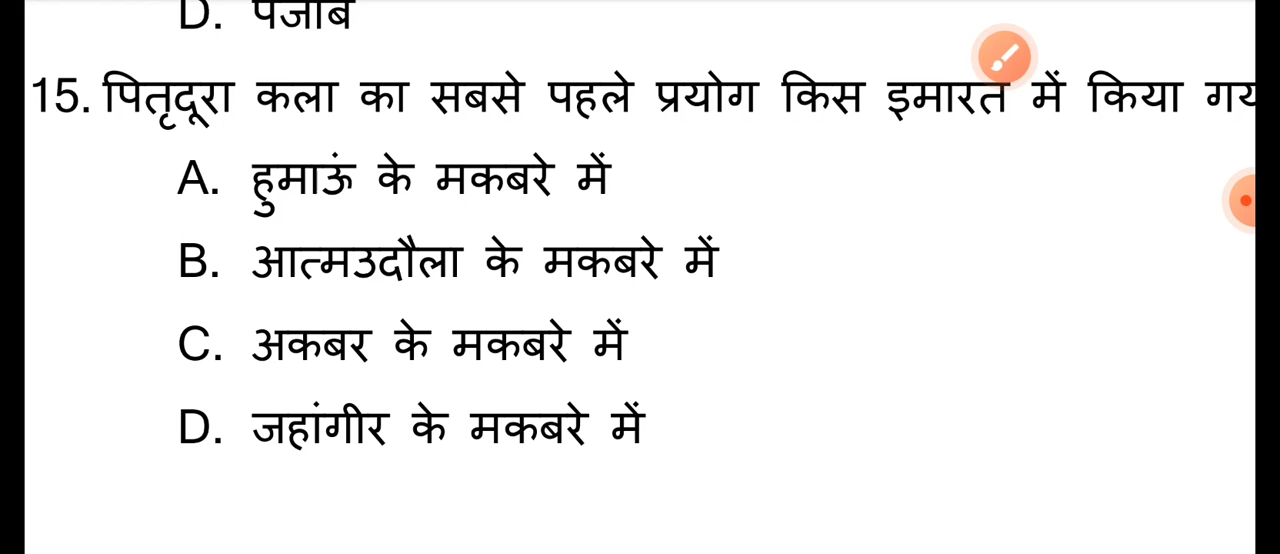 D. पंजाब
15. पितृदूरा कला का सबसे पहले प्रयोग किस इमारत में किया गय
A. हुमाऊं के मकबरे में
B. आत्मउदौला के मकबरे में
C. अकबर के मकबरे में
D. जहांगीर के मकबरे में